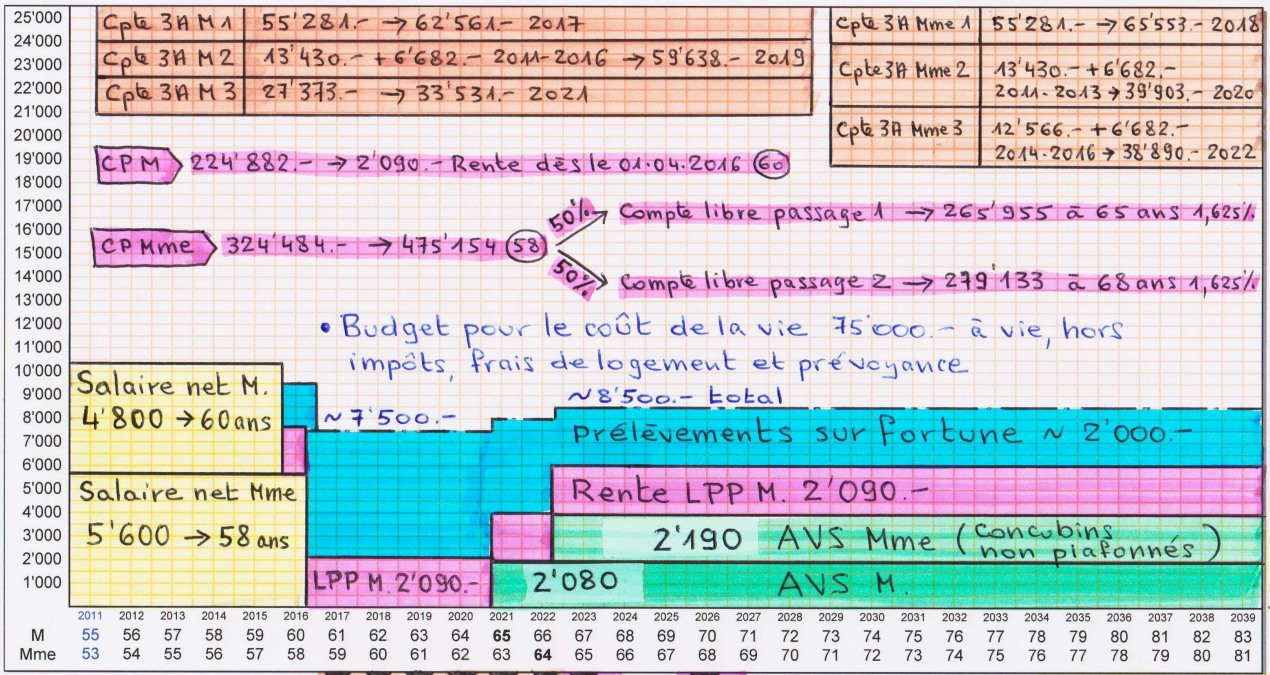 25'000
24'000
23'000
22'000
21'000
20'000
19'000
18'000
17'000
16'000
15'000
14'000
13'000
12'000
11'000
10'000
9'000
8'000
7'000
6'000
5'000
4'000
3'000
2'000
1'000
Cpte 3A M 1 55'281.- → 62'561.- 2017
Cpte 3A M 2 13'430.- + 6'682.- 2011-2016 → 59'638.- 2019
Cpte 3A M 3 27'373.- → 33'531.- 2021
Cpte 3A Mme 1 55'281.- → 65'553.- 2018
Cpte 3A Mme 2 13'430.- + 6'682.-
2011-2013 → 39'903.- 2020
Cpte 3A Mme 3 12'566.- + 6'682.-
2014-2016 → 38'890.- 2022
CP M 224'882.- → 2'090.- Rente dès le 01.04.2016 60
CP Mme 324'484.- → 475'154 58
50% → Compte libre passage 1 → 265'955 à 65 ans 1,625%
50% → Compte libre passage 2 → 279'133 à 68 ans 1,625%
• Budget pour le coût de la vie 75'000.- à vie, hors
impôts, frais de logement et prévoyance
Salaire net M.
4'800 → 60 ans
~ 7'500.-
~ 8'500.- total
prélèvements sur fortune ~ 2'000.-
Salaire net Mme
5'600 → 58 ans
Rente LPP M. 2'090.-
2'190 AVS Mme (Concubins
non plafonnés)
LPP M. 2'090.-
2'080 AVS M.
2011 2012 2013 2014 2015 2016 2017 2018 2019 2020 2021 2022 2023 2024 2025 2026 2027 2028 2029 2030 2031 2032 2033 2034 2035 2036 2037 2038 2039
M 55 56 57 58 59 60 61 62 63 64 65 66 67 68 69 70 71 72 73 74 75 76 77 78 79 80 81 82 83
Mme 53 54 55 56 57 58 59 60 61 62 63 64 65 66 67 68 69 70 71 72 73 74 75 76 77 78 79 80 81